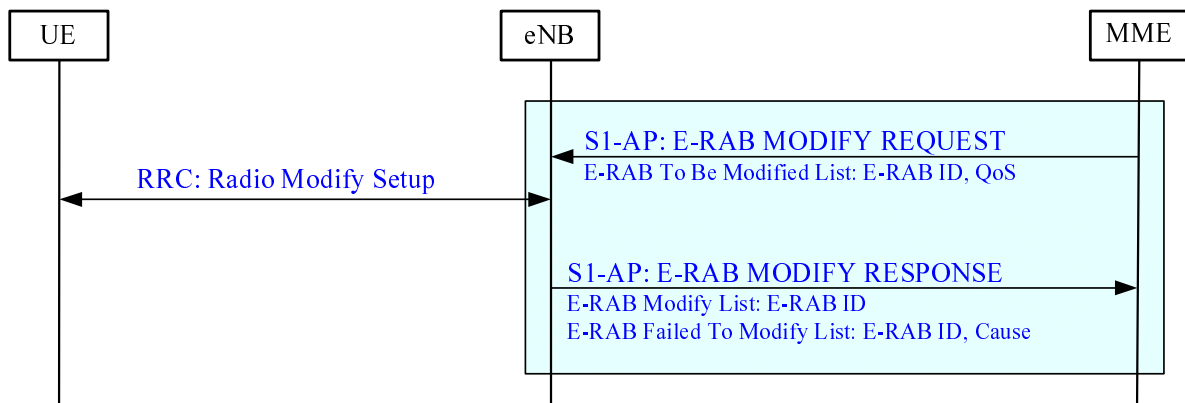 UE
eNB
MME
S1-AP: E-RAB MODIFY REQUEST
E-RAB To Be Modified List: E-RAB ID, QoS
RRC: Radio Modify Setup
S1-AP: E-RAB MODIFY RESPONSE
E-RAB Modify List: E-RAB ID
E-RAB Failed To Modify List: E-RAB ID, Cause